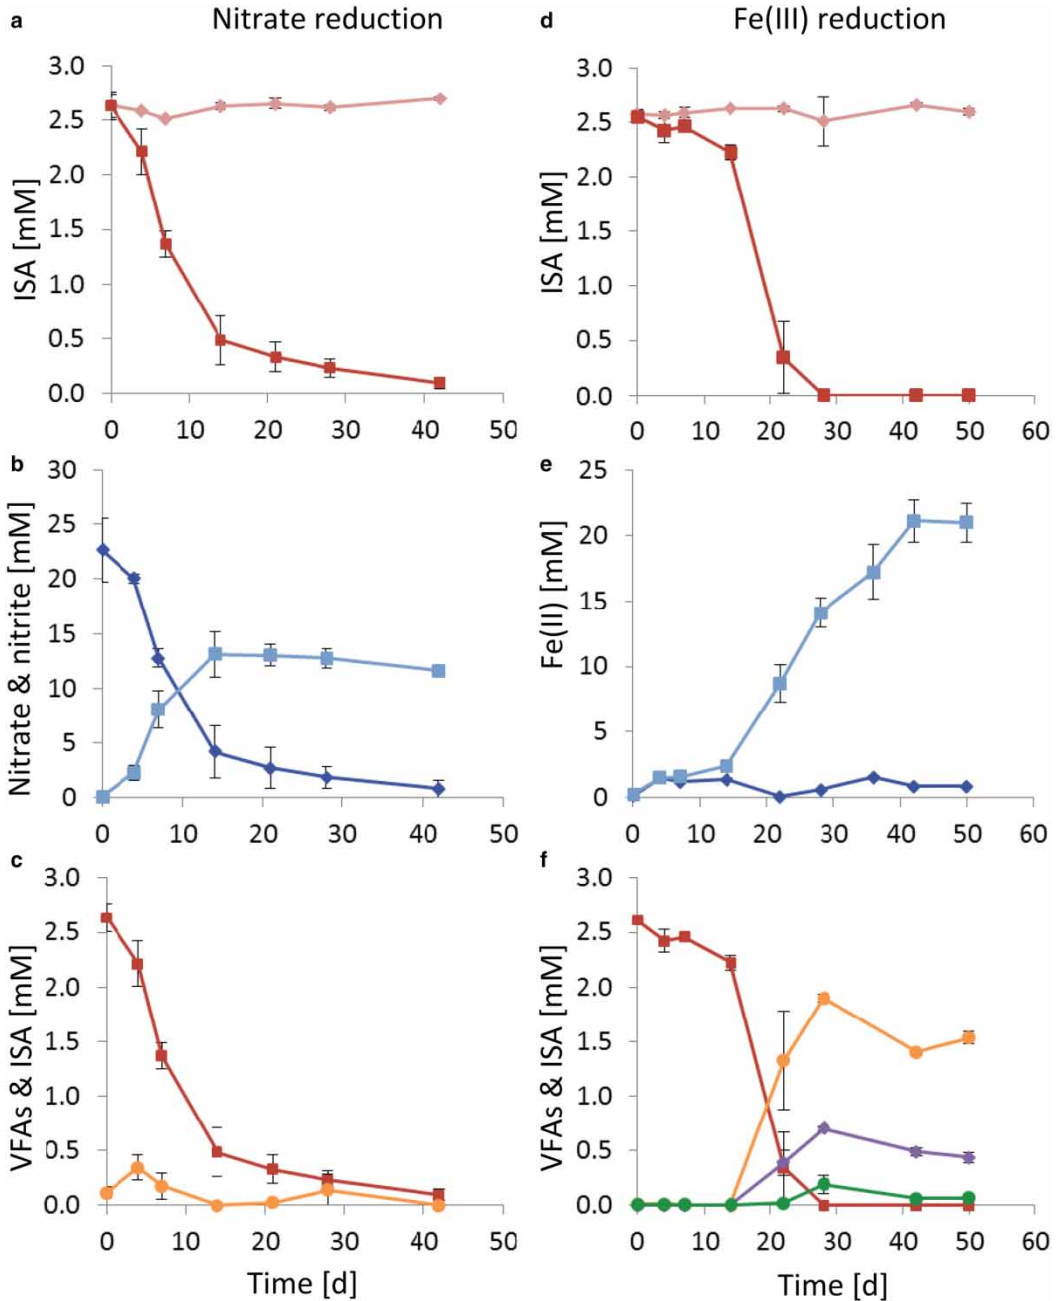 a Nitrate reduction
3.0
2.5
2.0
1.5
1.0
0.5
0.0
ISA [mM]
0 10 20 30 40 50
d Fe(III) reduction
3.0
2.5
2.0
1.5
1.0
0.5
0.0
ISA [mM]
0 10 20 30 40 50 60
b
30
25
20
15
10
5
0
Nitrate & nitrite [mM]
0 10 20 30 40 50
e
25
20
15
10
5
0
Fe(II) [mM]
0 10 20 30 40 50 60
c
3.0
2.5
2.0
1.5
1.0
0.5
0.0
VFAs & ISA [mM]
0 10 20 30 40 50
Time [d]
f
3.0
2.5
2.0
1.5
1.0
0.5
0.0
VFAs & ISA [mM]
0 10 20 30 40 50 60
Time [d]